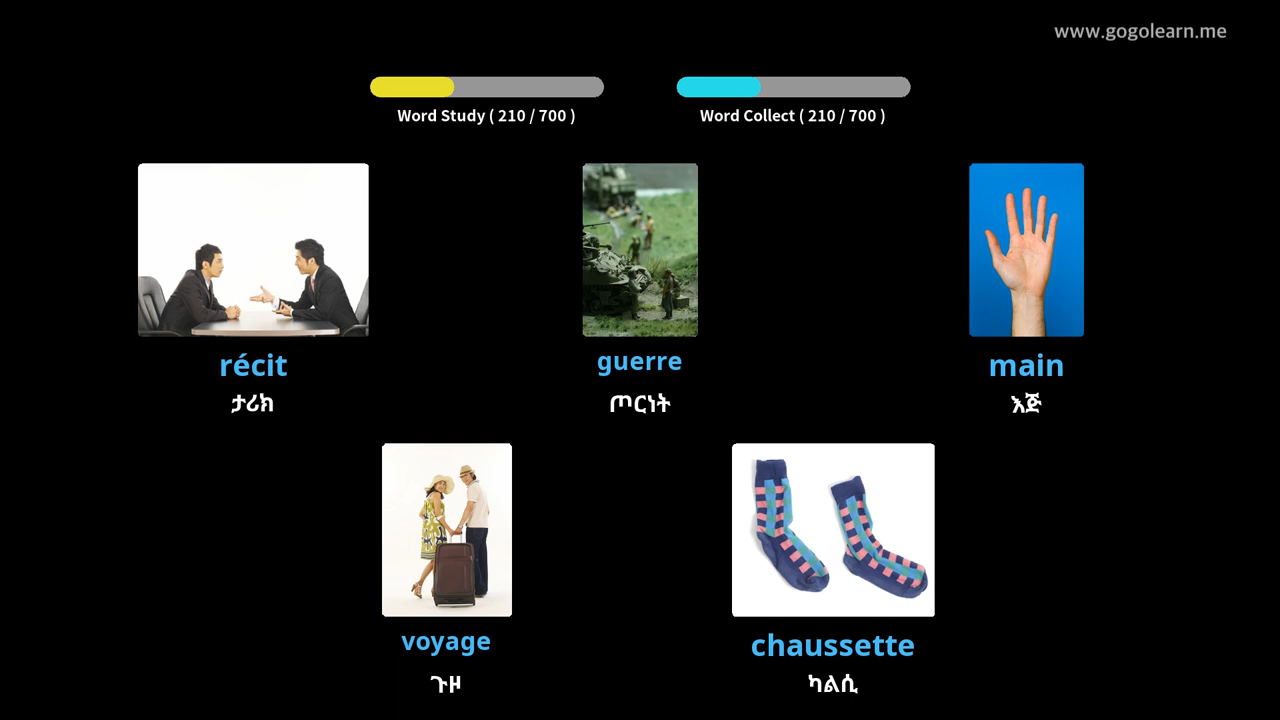 www.gogolearn.me
Word Study ( 210 / 700 )
Word Collect ( 210 / 700 )
récit
ታሪክ
guerre
ጦርነት
main
እጅ
voyage
ጉዞ
chaussette
ካልሲ